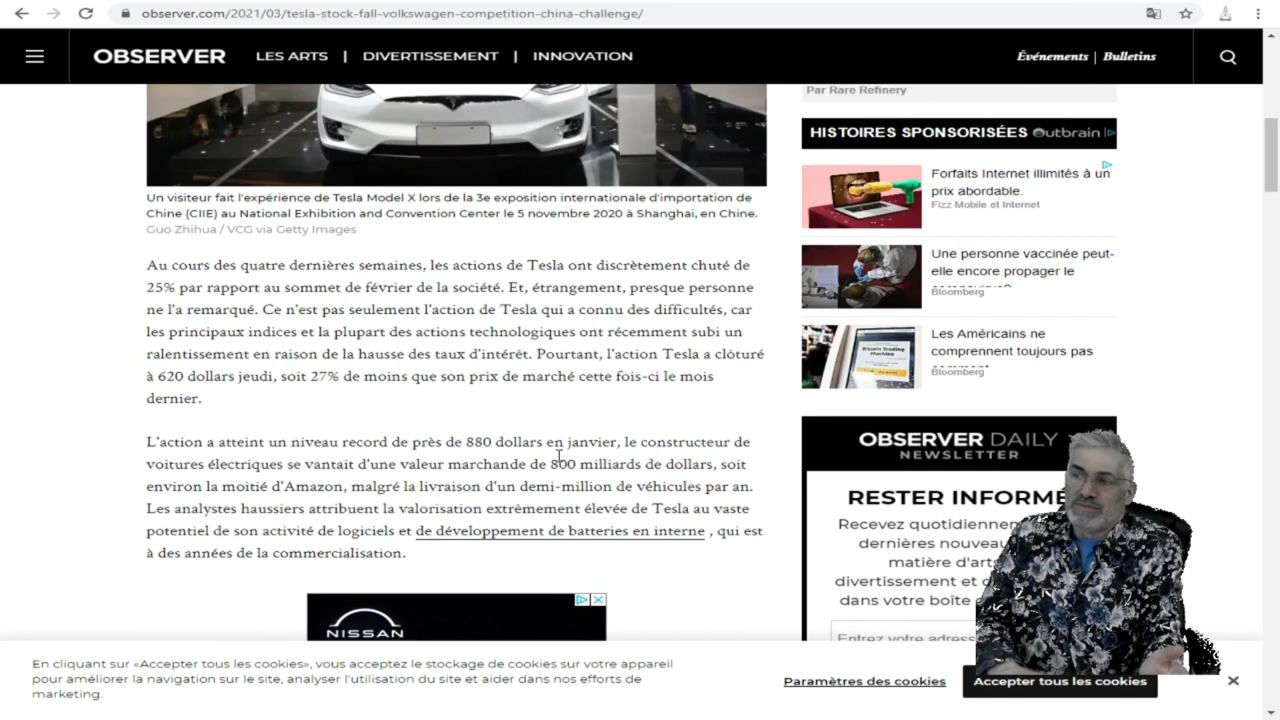 observer.com/2021/03/tesla-stock-fall-volkswagen-competition-china-challenge/
OBSERVER
LES ARTS | DIVERTISSEMENT | INNOVATION
Événements | Bulletins
Un visiteur fait l'expérience de Tesla Model X lors de la 3e exposition internationale d'importation de
Chine (CIIE) au National Exhibition and Convention Center le 5 novembre 2020 à Shanghai, en Chine.
Guo Zhihua / VCG via Getty Images
Au cours des quatre dernières semaines, les actions de Tesla ont discrètement chuté de
25% par rapport au sommet de février de la société. Et, étrangement, presque personne
ne l'a remarqué. Ce n'est pas seulement l'action de Tesla qui a connu des difficultés, car
les principaux indices et la plupart des actions technologiques ont récemment subi un
ralentissement en raison de la hausse des taux d'intérêt. Pourtant, l'action Tesla a clôturé
à 620 dollars jeudi, soit 27% de moins que son prix de marché cette fois-ci le mois
dernier.
L'action a atteint un niveau record de près de 880 dollars en janvier, le constructeur de
voitures électriques se vantait d'une valeur marchande de 800 milliards de dollars, soit
environ la moitié d'Amazon, malgré la livraison d'un demi-million de véhicules par an.
Les analystes haussiers attribuent la valorisation extrêmement élevée de Tesla au vaste
potentiel de son activité de logiciels et de développement de batteries en interne , qui est
à des années de la commercialisation.
NISSAN
Par Rare Refinery
HISTOIRES SPONSORISÉES Outbrain
Forfaits Internet illimités à un
prix abordable.
Fizz Mobile et Internet
Une personne vaccinée peut-
elle encore propager le
Bloomberg
Les Américains ne
comprennent toujours pas
Bloomberg
Bitcoin Trading
Machine
OBSERVER DAILY
NEWSLETTER
RESTER INFORMÉ
Recevez quotidiennem
dernières nouveau
matière d'art
divertissement et d
dans votre boîte
Entrez votre adress
En cliquant sur «Accepter tous les cookies», vous acceptez le stockage de cookies sur votre appareil
pour améliorer la navigation sur le site, analyser l'utilisation du site et aider dans nos efforts de
marketing.
Paramètres des cookies
Accepter tous les cookies